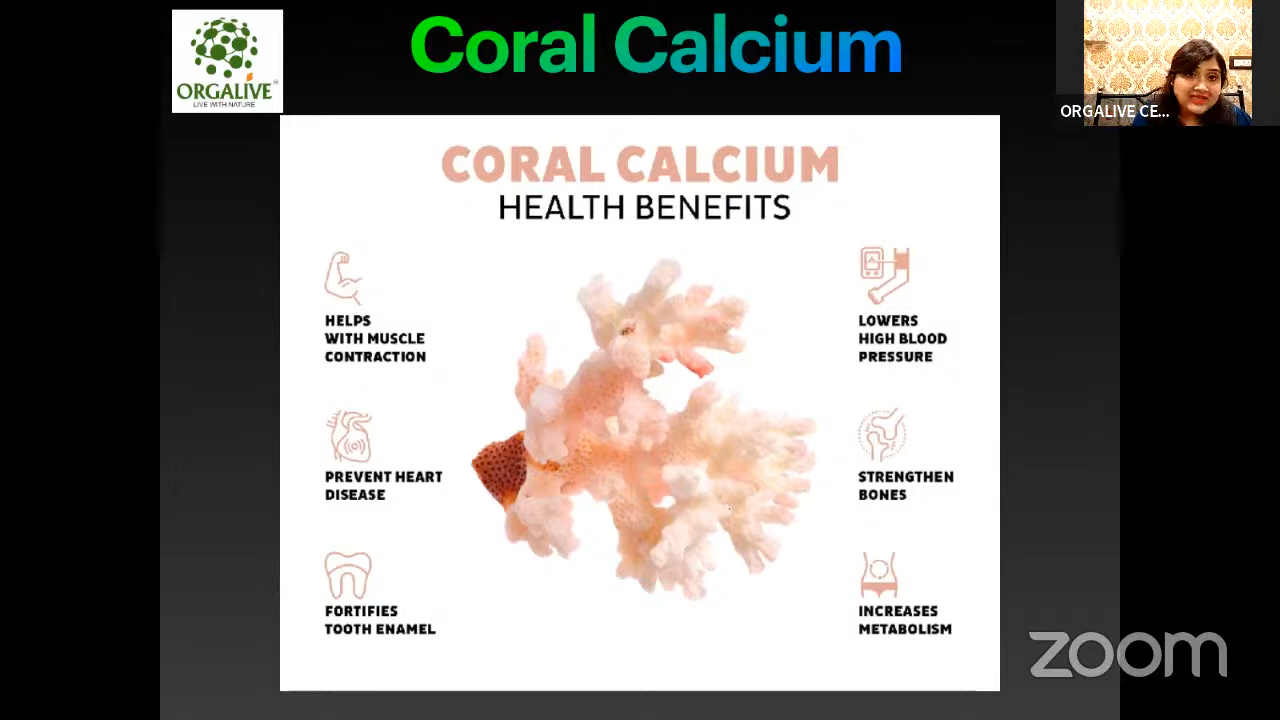 Coral Calcium
ORGALIVE
LIVE WITH NATURE
ORGALIVE CE...
CORAL CALCIUM
HEALTH BENEFITS
HELPS
WITH MUSCLE
CONTRACTION
PREVENT HEART
DISEASE
FORTIFIES
TOOTH ENAMEL
LOWERS
HIGH BLOOD
PRESSURE
STRENGTHEN
BONES
INCREASES
METABOLISM
zoom